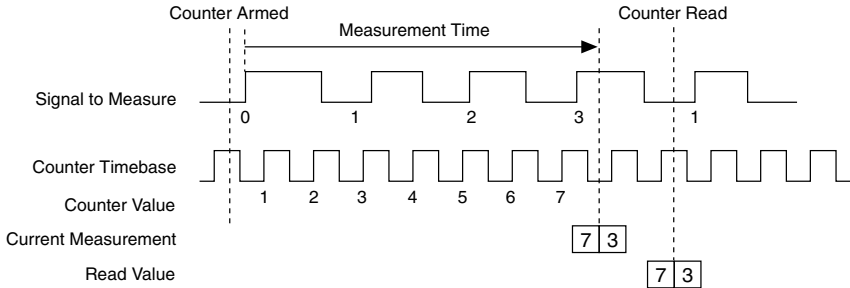 Counter Armed Counter Read
Measurement Time
Signal to Measure
0 1 2 3 1
Counter Timebase
1 2 3 4 5 6 7
Counter Value
Current Measurement
7 3
Read Value
7 3